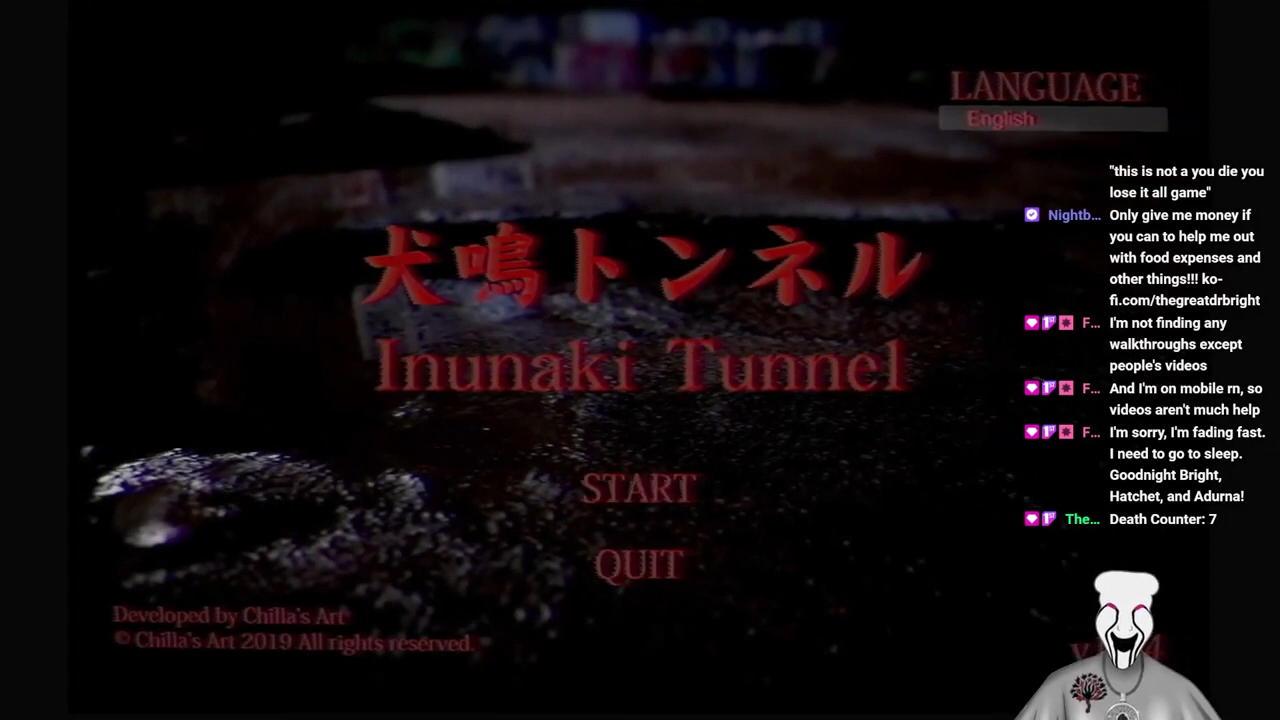 LANGUAGE
English
犬鳴トンネル
Inunaki Tunnel
START
QUIT
Developed by Chilla's Art
© Chilla's Art 2019 All rights reserved.
"this is not a you die you
lose it all game"
Nightb... Only give me money if
you can to help me out
with food expenses and
other things!!! ko-
fi.com/thegreatdrbright
F... I'm not finding any
walkthroughs except
people's videos
F... And I'm on mobile rn, so
videos aren't much help
F... I'm sorry, I'm fading fast.
I need to go to sleep.
Goodnight Bright,
Hatchet, and Adurna!
The... Death Counter: 7